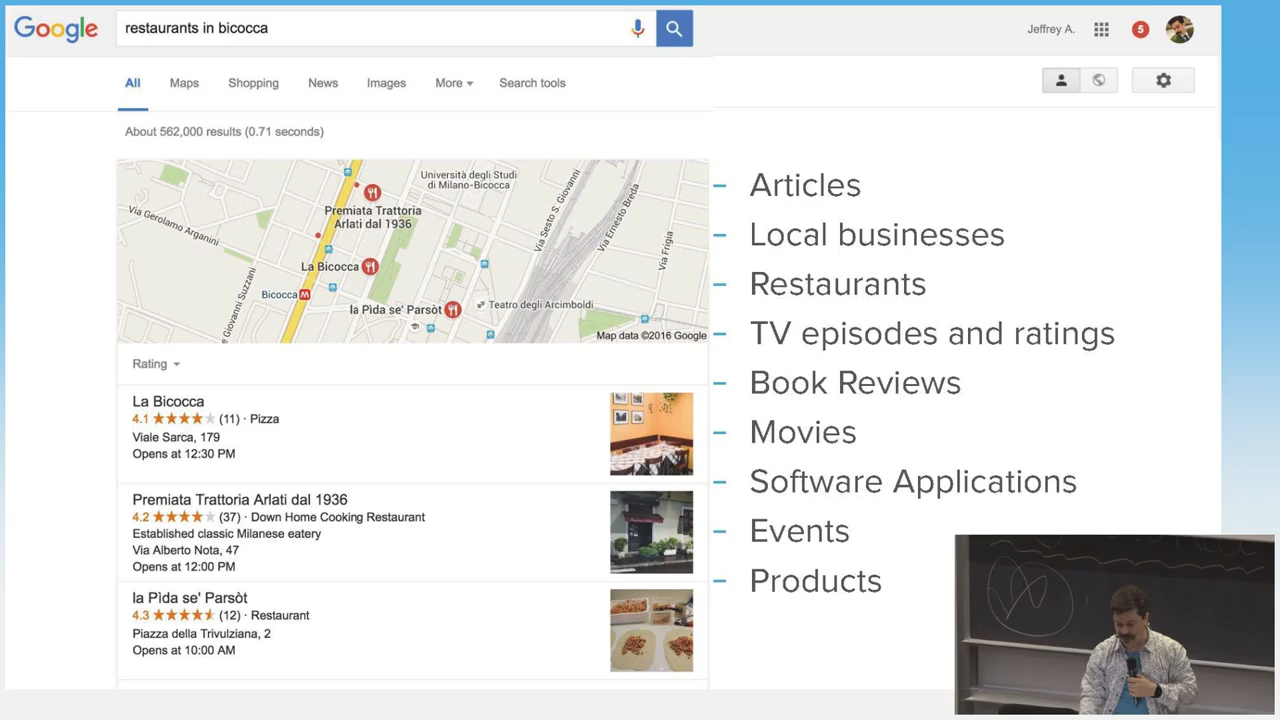 Google
restaurants in bicocca
Jeffrey A.
5
All Maps Shopping News Images More Search tools
About 562,000 results (0.71 seconds)
Università degli Studi
di Milano-Bicocca
Via Gerolamo Arganini
Premiata Trattoria
Arlati dal 1936
Via Sesto S. Giovanni
Via Ernesto Breda
Via Frigia
La Bicocca
Bicocca M
e Giovanni Suzzani
la Pìda se' Parsòt
Teatro degli Arcimboldi
Map data ©2016 Google
Rating
La Bicocca
4.1 (11) · Pizza
Viale Sarca, 179
Opens at 12:30 PM
Premiata Trattoria Arlati dal 1936
4.2 (37) · Down Home Cooking Restaurant
Established classic Milanese eatery
Via Alberto Nota, 47
Opens at 12:00 PM
la Pìda se' Parsòt
4.3 (12) · Restaurant
Piazza della Trivulziana, 2
Opens at 10:00 AM
– Articles
– Local businesses
– Restaurants
– TV episodes and ratings
– Book Reviews
– Movies
– Software Applications
– Events
– Products